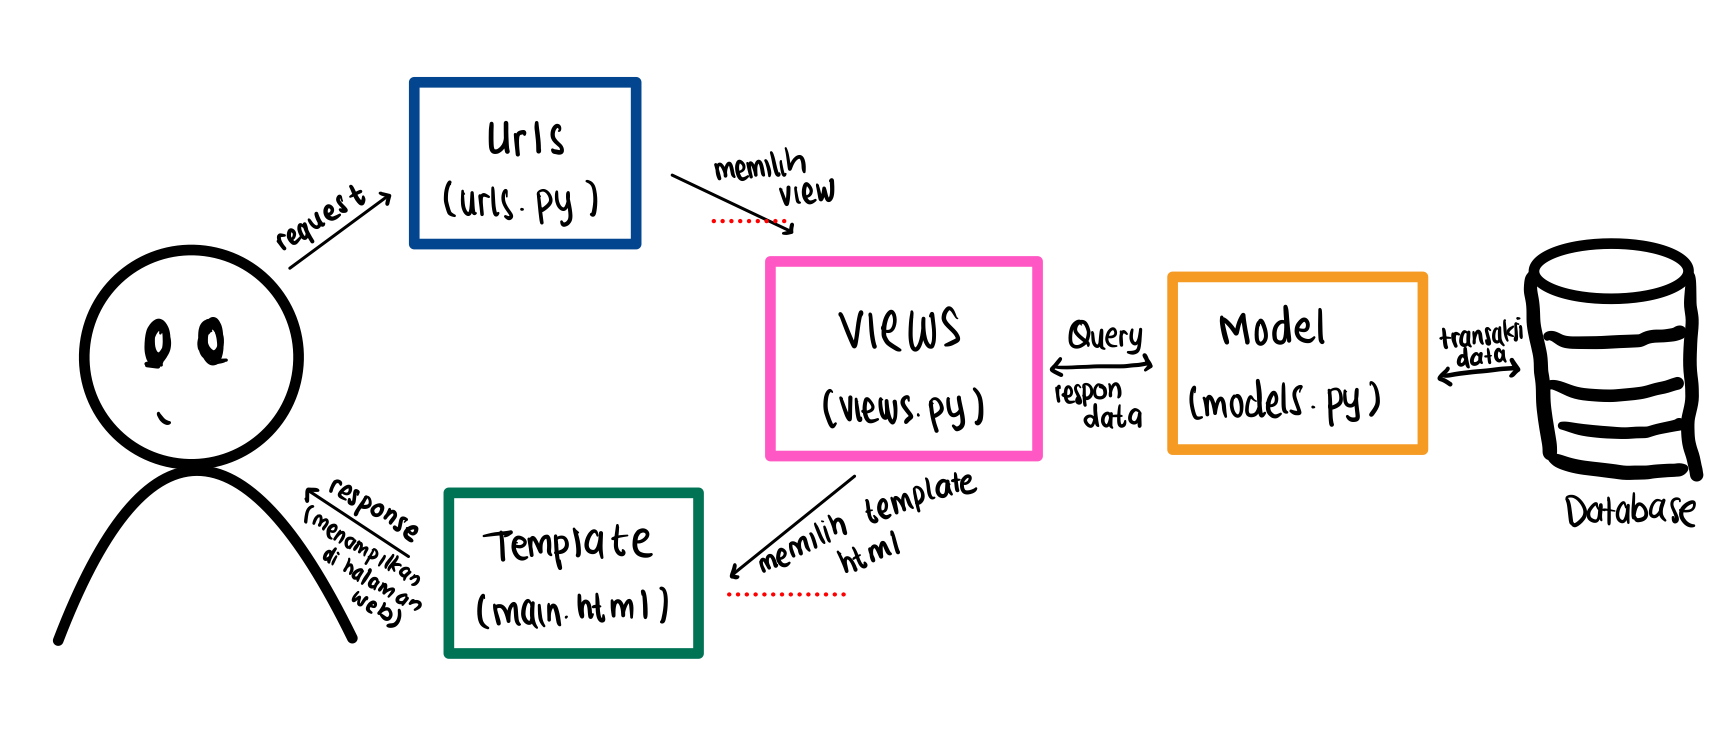 Urls
(urls.py)
request
memilih
view
Views
(views.py)
Query
respon
data
Model
(models.py)
transaksi
data
Database
memilih template
html
Template
(main.html)
response
(menampilkan
di halaman
web)